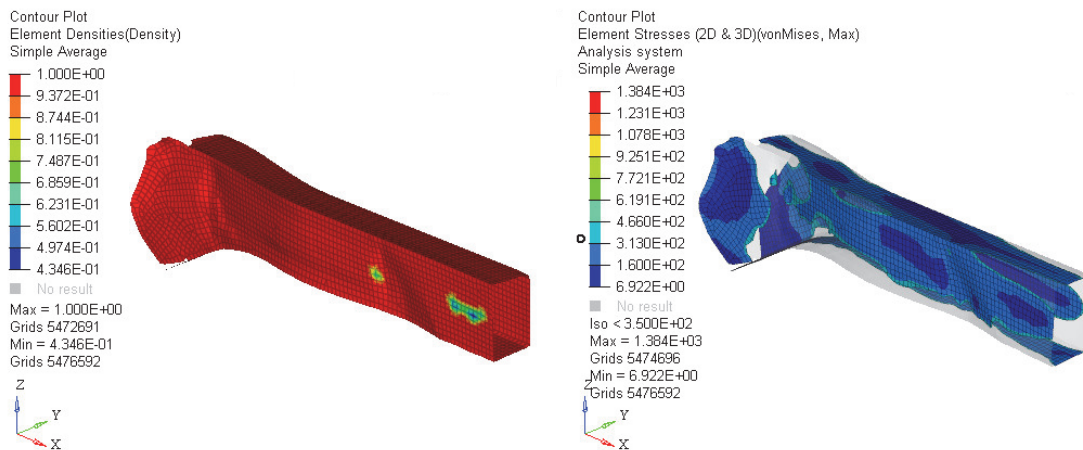 Contour Plot
Element Densities(Density)
Simple Average
1.000E+00
9.372E-01
8.744E-01
8.115E-01
7.487E-01
6.859E-01
6.231E-01
5.602E-01
4.974E-01
4.346E-01
No result
Max = 1.000E+00
Grids 5472691
Min = 4.346E-01
Grids 5476592
Z
Y
X
Contour Plot
Element Stresses (2D & 3D)(vonMises, Max)
Analysis system
Simple Average
1.384E+03
1.231E+03
1.078E+03
9.251E+02
7.721E+02
6.191E+02
4.660E+02
3.130E+02
1.600E+02
6.922E+00
No result
Iso < 3.500E+02
Max = 1.384E+03
Grids 5474696
Min = 6.922E+00
Grids 5476592
Z
Y
X